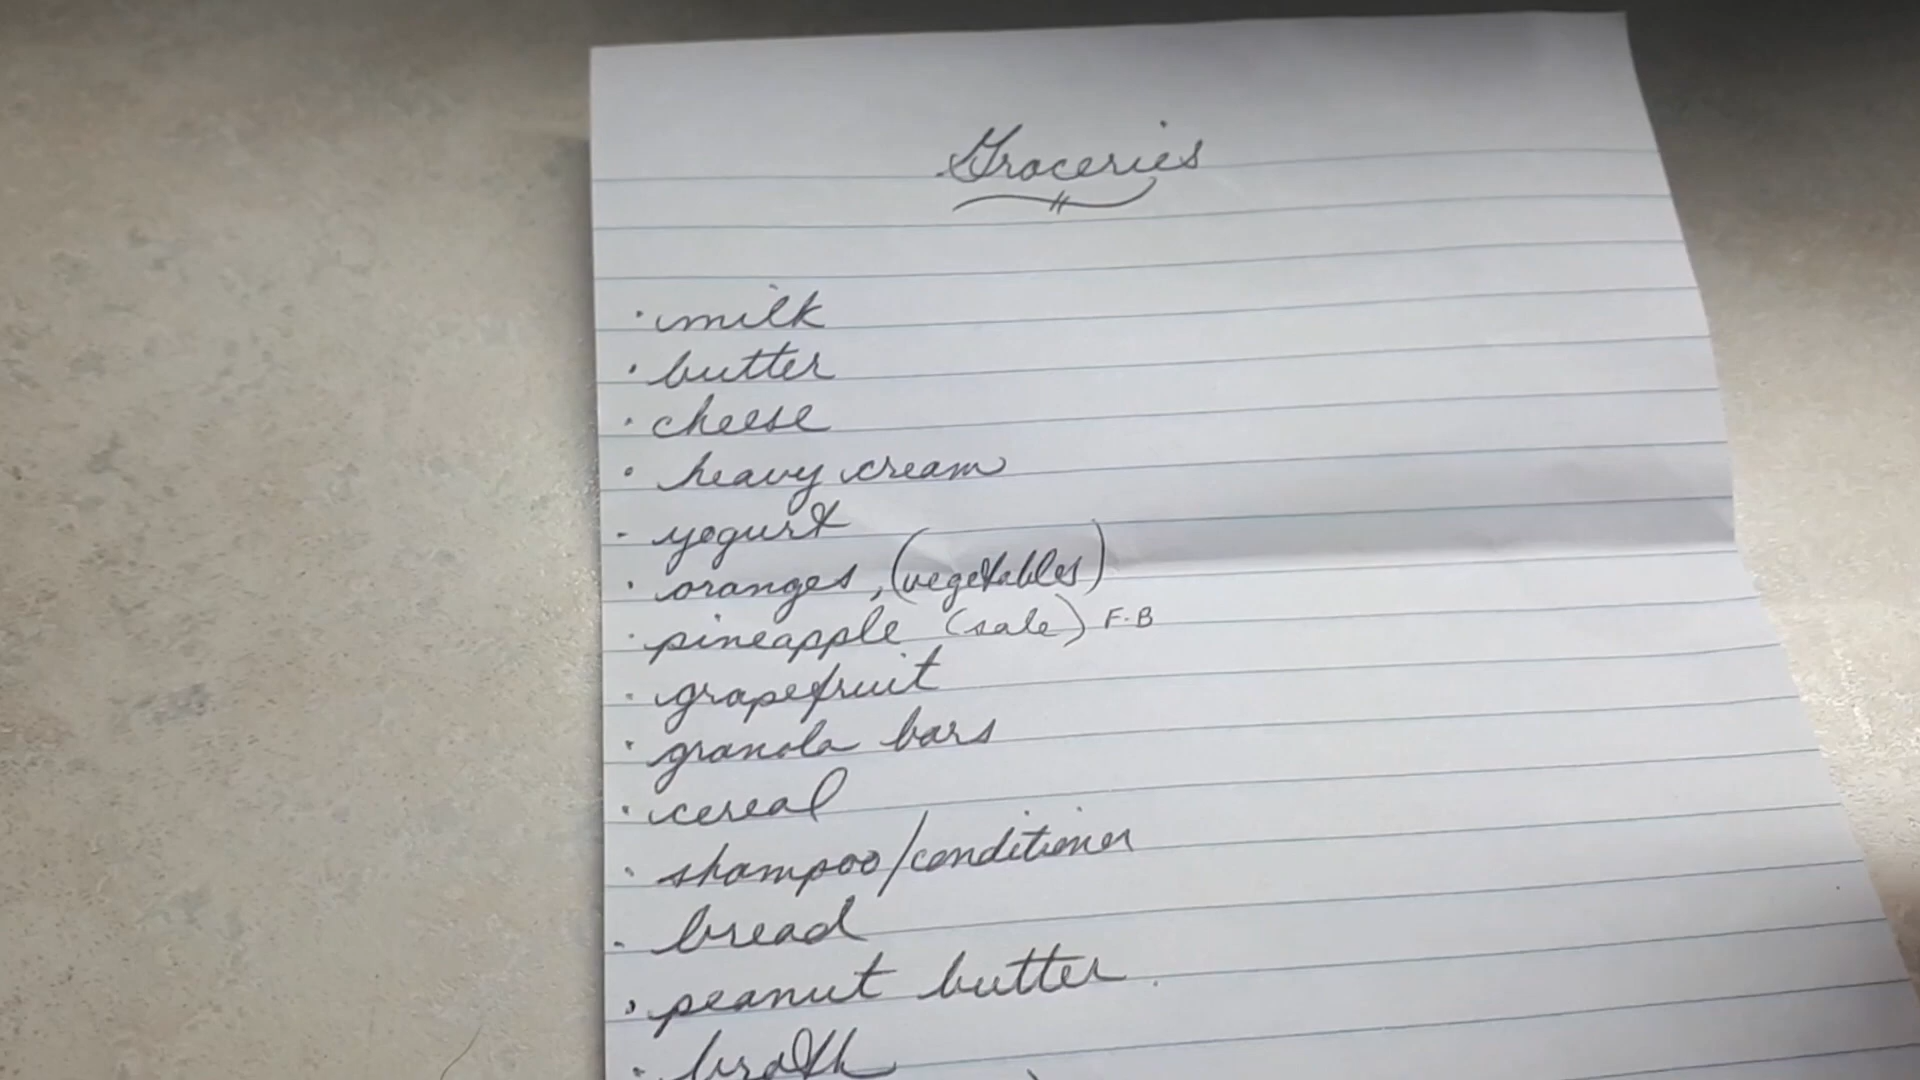 Groceries
· milk
· butter
· cheese
· heavy cream
- yogurt
· oranges, (vegetables)
· pineapple (sale) F-B
· grapefruit
· granola bars
· cereal
· shampoo/conditioner
- bread
· peanut butter
· broth